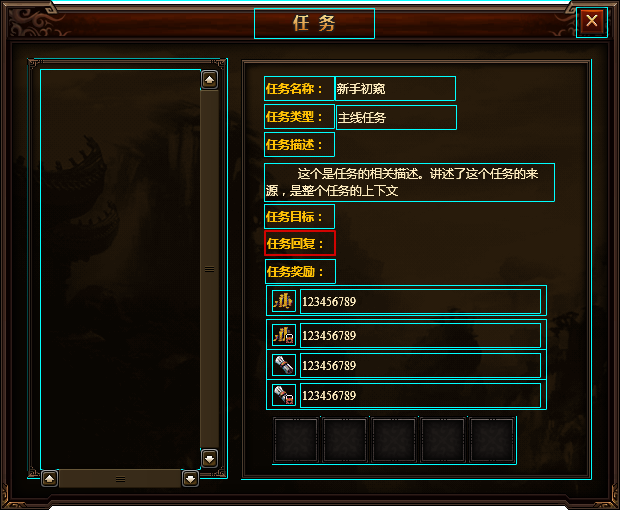 任务
任务名称： 新手初窥
任务类型： 主线任务
任务描述：
这个是任务的相关描述。讲述了这个任务的来
源，是整个任务的上下文
任务目标：
任务回复：
任务奖励：
123456789
123456789
123456789
123456789